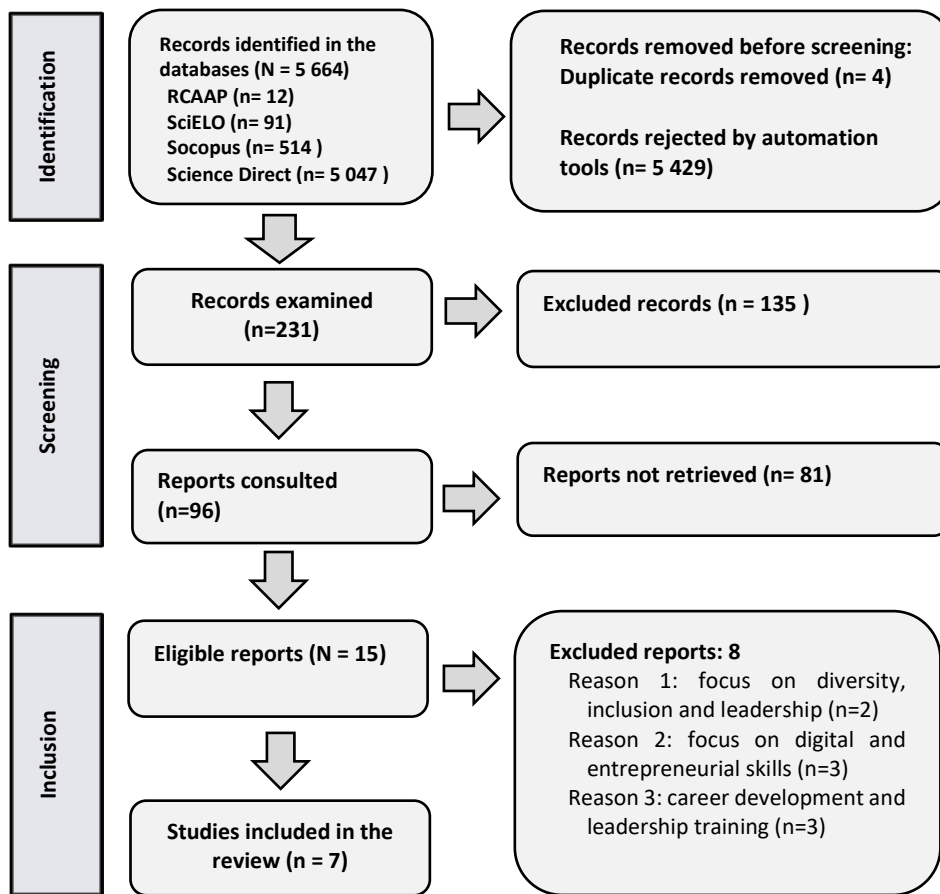 Identification
Records identified in the
databases (N = 5 664)
RCAAP (n= 12)
SciELO (n= 91)
Socopus (n= 514 )
Science Direct (n= 5 047 )
Records removed before screening:
Duplicate records removed (n= 4)
Records rejected by automation
tools (n= 5 429)
Screening
Records examined
(n=231)
Excluded records (n = 135 )
Reports consulted
(n=96)
Reports not retrieved (n= 81)
Inclusion
Eligible reports (N = 15)
Excluded reports: 8
Reason 1: focus on diversity,
inclusion and leadership (n=2)
Reason 2: focus on digital and
entrepreneurial skills (n=3)
Reason 3: career development and
leadership training (n=3)
Studies included in the
review (n = 7)